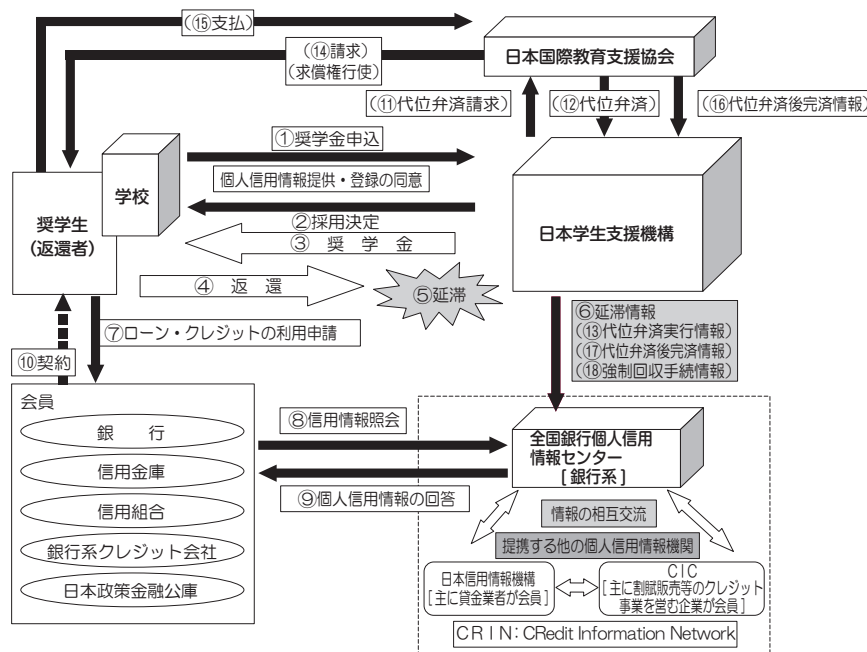 (⑮支払)
(⑭請求)
(求償権行使)
日本国際教育支援協会
(⑪代位弁済請求)
(⑫代位弁済)
(⑯代位弁済後完済情報)
①奨学金申込
個人信用情報提供・登録の同意
学校
奨学生
(返還者)
②採用決定
③ 奨 学 金
④ 返 還
⑤延滞
日本学生支援機構
⑥延滞情報
(⑬代位弁済実行情報)
(⑰代位弁済後完済情報)
(⑱強制回収手続情報)
⑦ローン・クレジットの利用申請
⑩契約
会員
銀 行
信用金庫
信用組合
銀行系クレジット会社
日本政策金融公庫
⑧信用情報照会
⑨個人信用情報の回答
全国銀行個人信用
情報センター
[ 銀行系 ]
情報の相互交流
提携する他の個人信用情報機関
日本信用情報機構
[ 主に貸金業者が会員 ]
CIC
[ 主に割賦販売等のクレジット
事業を営む企業が会員 ]
CRIN:CRedit Information Network